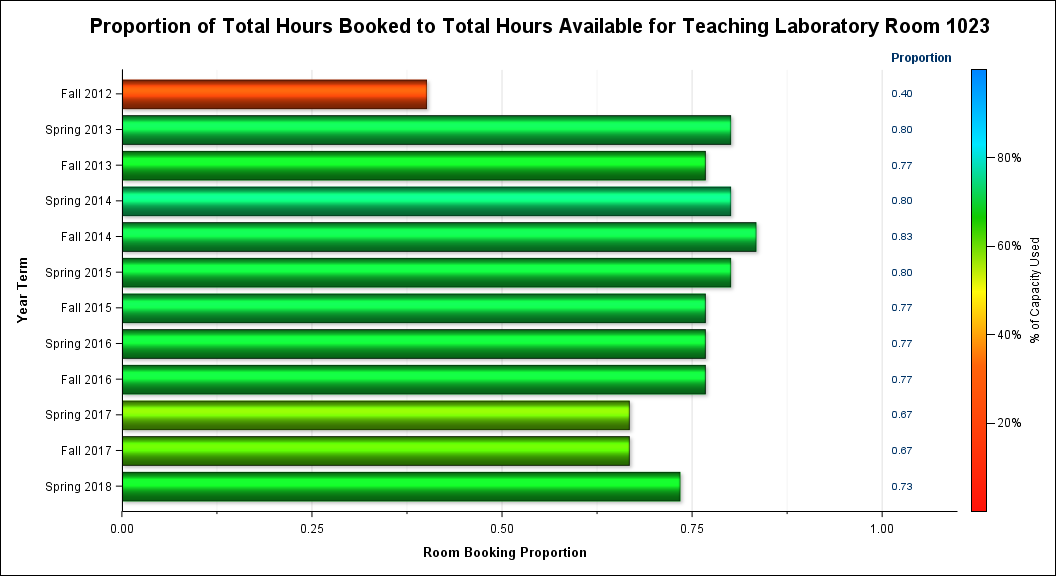 Proportion of Total Hours Booked to Total Hours Available for Teaching Laboratory Room 1023
Proportion
Fall 2012 0.40
Spring 2013 0.80
Fall 2013 0.77
Spring 2014 0.80
Fall 2014 0.83
Spring 2015 0.80
Fall 2015 0.77
Spring 2016 0.77
Fall 2016 0.77
Spring 2017 0.67
Fall 2017 0.67
Spring 2018 0.73
Year Term
0.00 0.25 0.50 0.75 1.00
Room Booking Proportion
80%
60%
40%
20%
% of Capacity Used